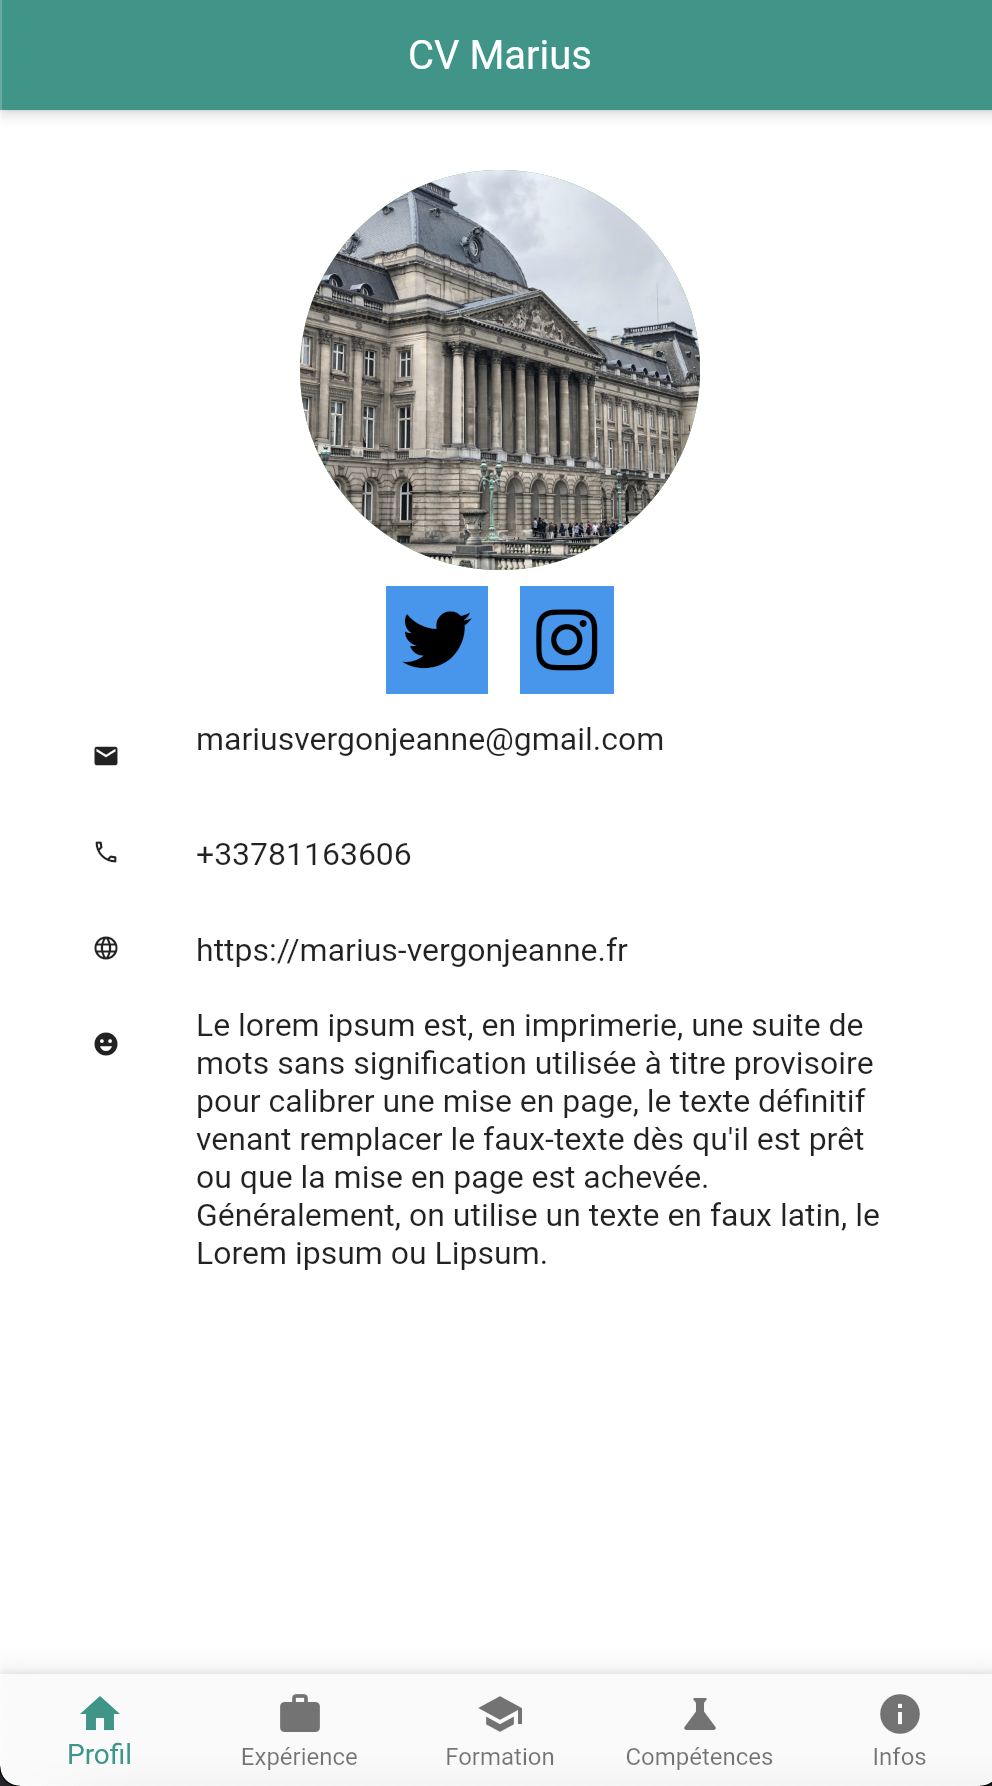 CV Marius
mariusvergonjeanne@gmail.com
+33781163606
https://marius-vergonjeanne.fr
Le lorem ipsum est, en imprimerie, une suite de
mots sans signification utilisée à titre provisoire
pour calibrer une mise en page, le texte définitif
venant remplacer le faux-texte dès qu'il est prêt
ou que la mise en page est achevée.
Généralement, on utilise un texte en faux latin, le
Lorem ipsum ou Lipsum.
Profil
Expérience
Formation
Compétences
Infos